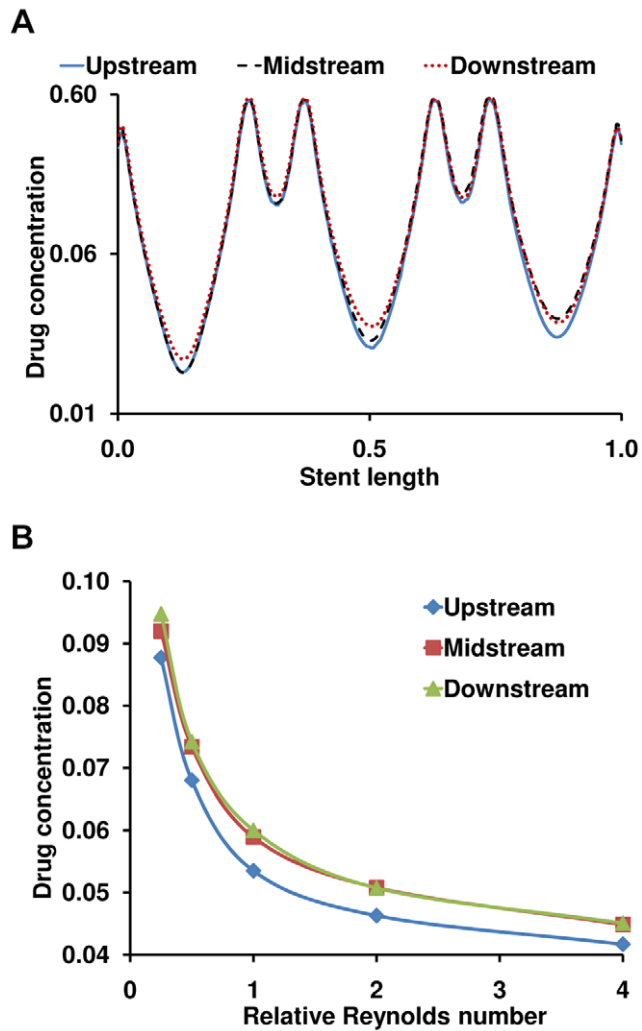 A
Upstream Midstream Downstream
0.60
0.06
0.01
Drug concentration
0.0 0.5 1.0
Stent length
B
0.10
0.09
0.08
0.07
0.06
0.05
0.04
Drug concentration
Upstream
Midstream
Downstream
0 1 2 3 4
Relative Reynolds number